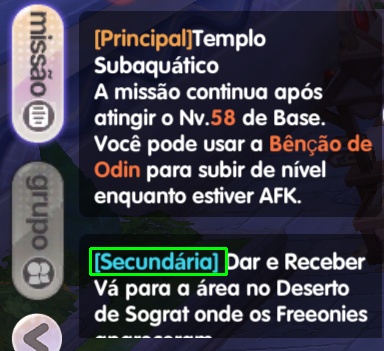 missão
grupo
[Principal]Templo
Subaquático
A missão continua após
atingir o Nv.58 de Base.
Você pode usar a Bênção de
Odin para subir de nível
enquanto estiver AFK.
[Secundária] Dar e Receber
Vá para a área no Deserto
de Sograt onde os Freeonies
apareceram